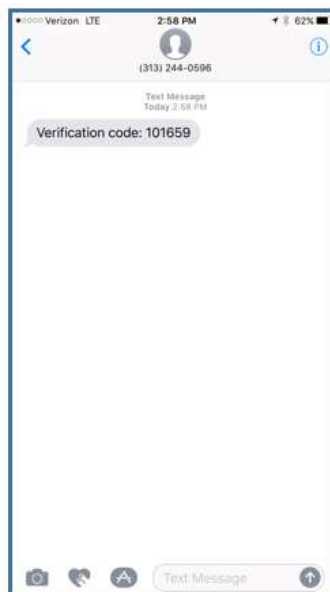 Verizon LTE
2:58 PM
62%
(313) 244-0596
Text Message
Today 2:58 PM
Verification code: 101659
Text Message